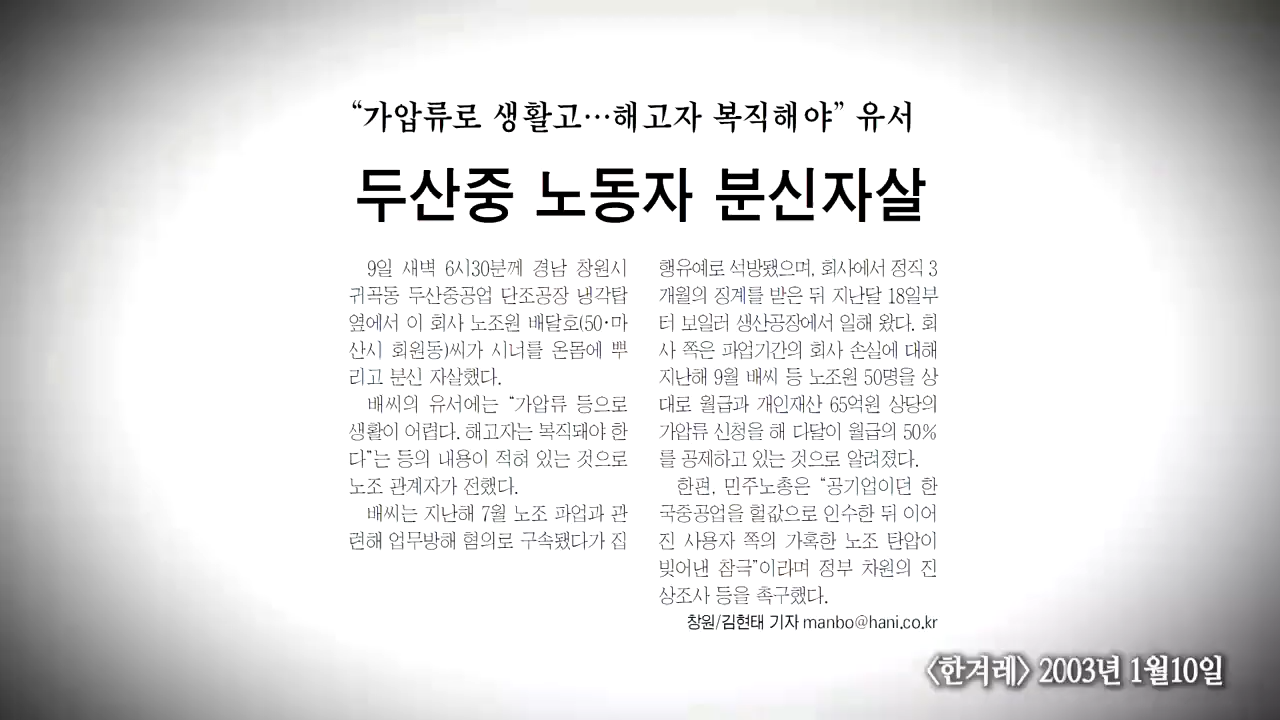 “가압류로 생활고…해고자 복직해야” 유서
두산중 노동자 분신자살
9일 새벽 6시30분께 경남 창원시
귀곡동 두산중공업 단조공장 냉각탑
옆에서 이 회사 노조원 배달호(50·마
산시 회원동)씨가 시너를 온몸에 뿌
리고 분신 자살했다.
배씨의 유서에는 “가압류 등으로
생활이 어렵다. 해고자는 복직돼야 한
다”는 등의 내용이 적혀 있는 것으로
노조 관계자가 전했다.
배씨는 지난해 7월 노조 파업과 관
련해 업무방해 혐의로 구속됐다가 집
행유예로 석방됐으며, 회사에서 정직 3
개월의 징계를 받은 뒤 지난달 18일부
터 보일러 생산공장에서 일해 왔다. 회
사 쪽은 파업기간의 회사 손실에 대해
지난해 9월 배씨 등 노조원 50명을 상
대로 월급과 개인재산 65억원 상당의
가압류 신청을 해 다달이 월급의 50%
를 공제하고 있는 것으로 알려졌다.
한편, 민주노총은 “공기업이던 한
국중공업을 헐값으로 인수한 뒤 이어
진 사용자 쪽의 가혹한 노조 탄압이
빚어낸 참극”이라며 정부 차원의 진
상조사 등을 촉구했다.
창원/김현태 기자 manbo@hani.co.kr
〈한겨레〉 2003년 1월10일